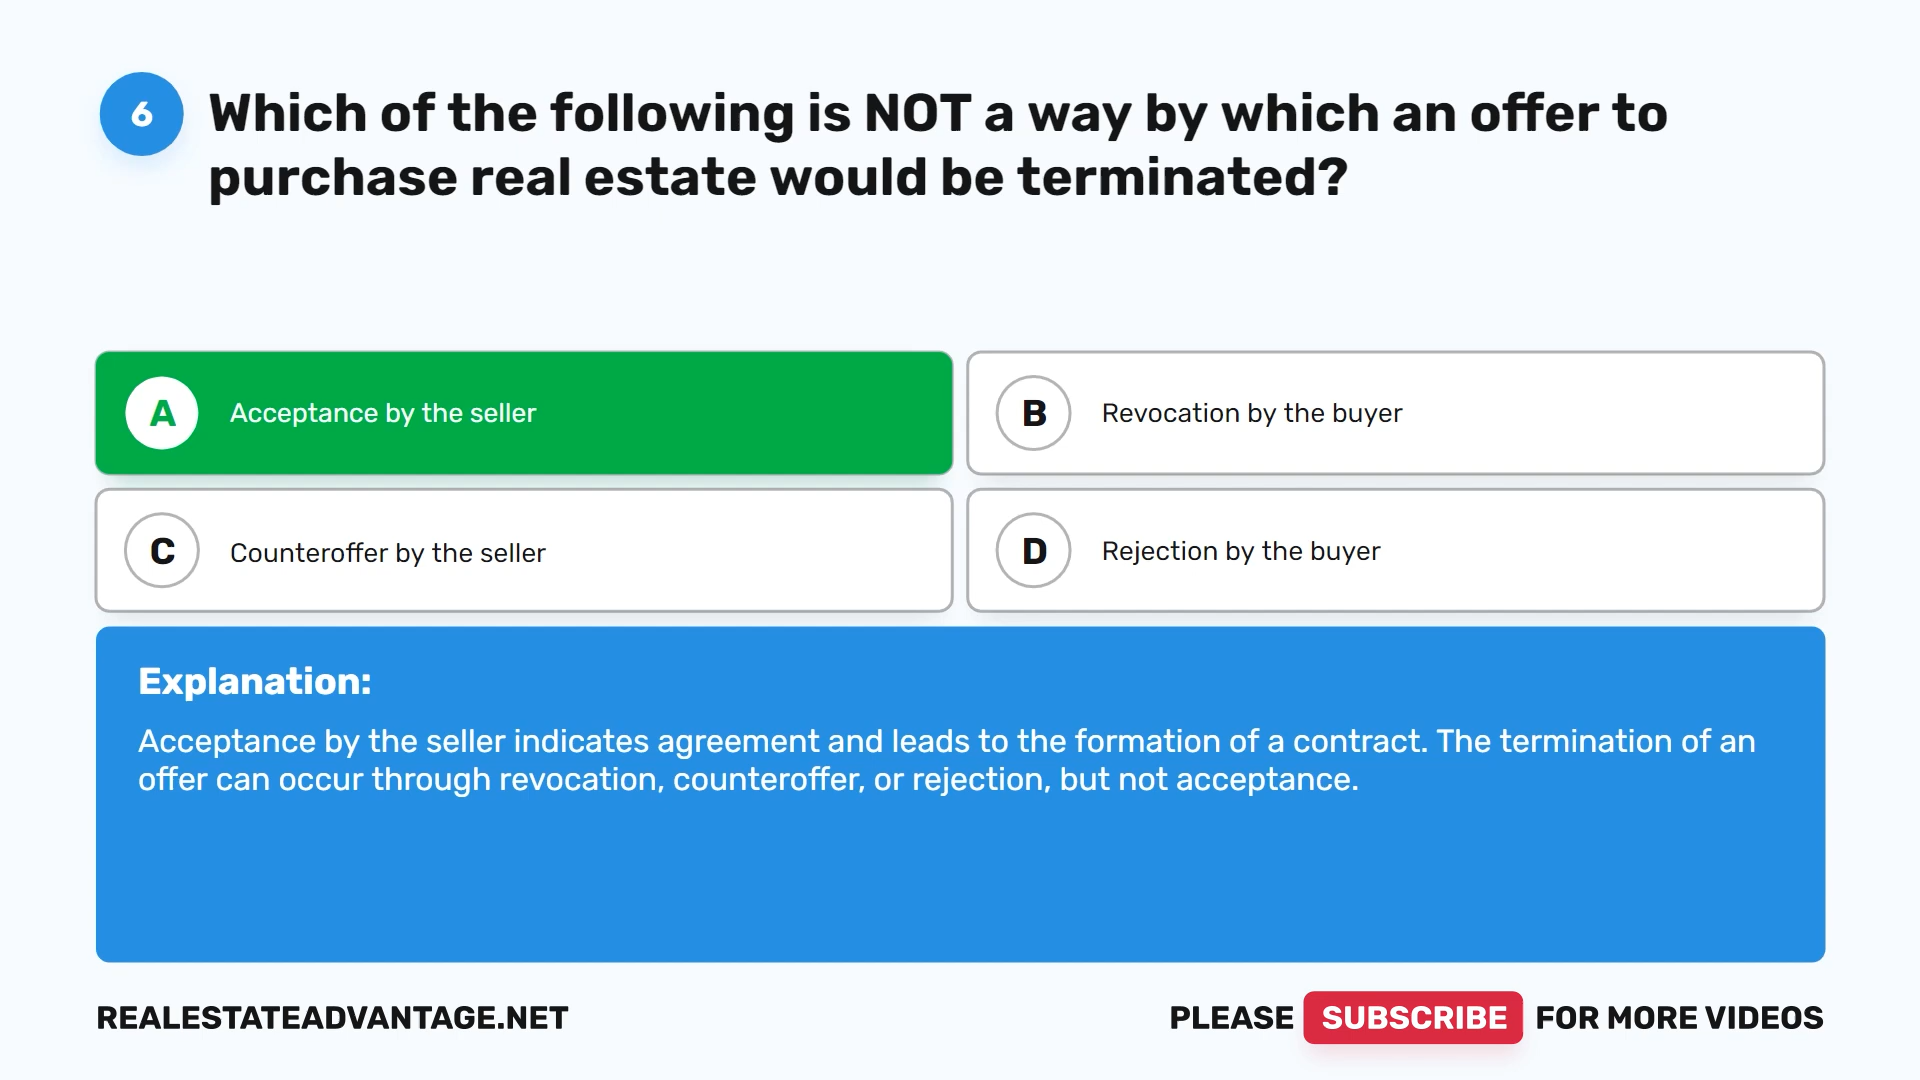 6
Which of the following is NOT a way by which an offer to
purchase real estate would be terminated?
A Acceptance by the seller
B Revocation by the buyer
C Counteroffer by the seller
D Rejection by the buyer
Explanation:
Acceptance by the seller indicates agreement and leads to the formation of a contract. The termination of an
offer can occur through revocation, counteroffer, or rejection, but not acceptance.
REALESTATEADVANTAGE.NET
PLEASE SUBSCRIBE FOR MORE VIDEOS